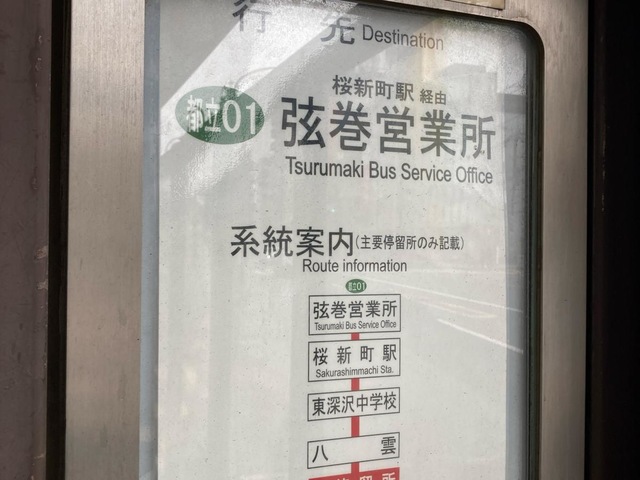 行先 Destination
桜新町駅 経由
都立01
弦巻営業所
Tsurumaki Bus Service Office
系統案内(主要停留所のみ記載)
Route information
都立01
弦巻営業所
Tsurumaki Bus Service Office
桜新町駅
Sakurashimmachi Sta.
東深沢中学校
八雲